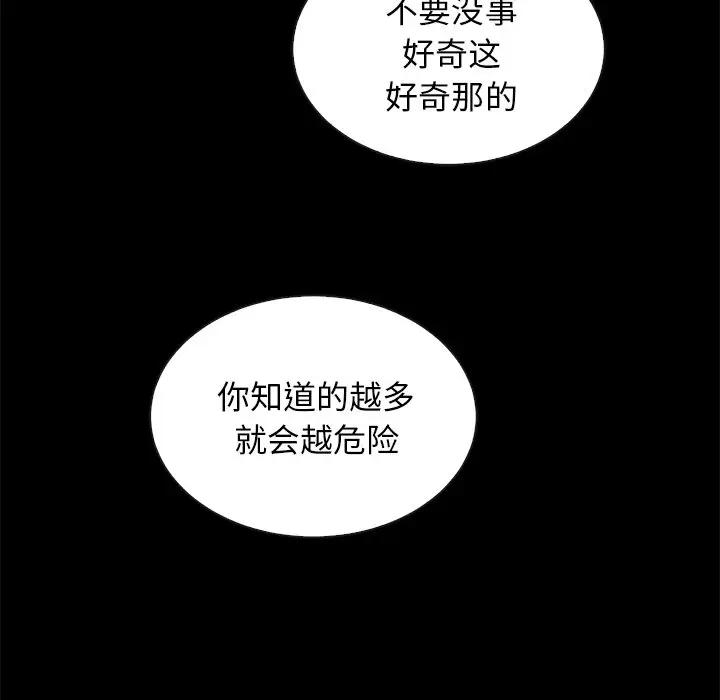 不要没事
好奇这
好奇那的
你知道的越多
就会越危险